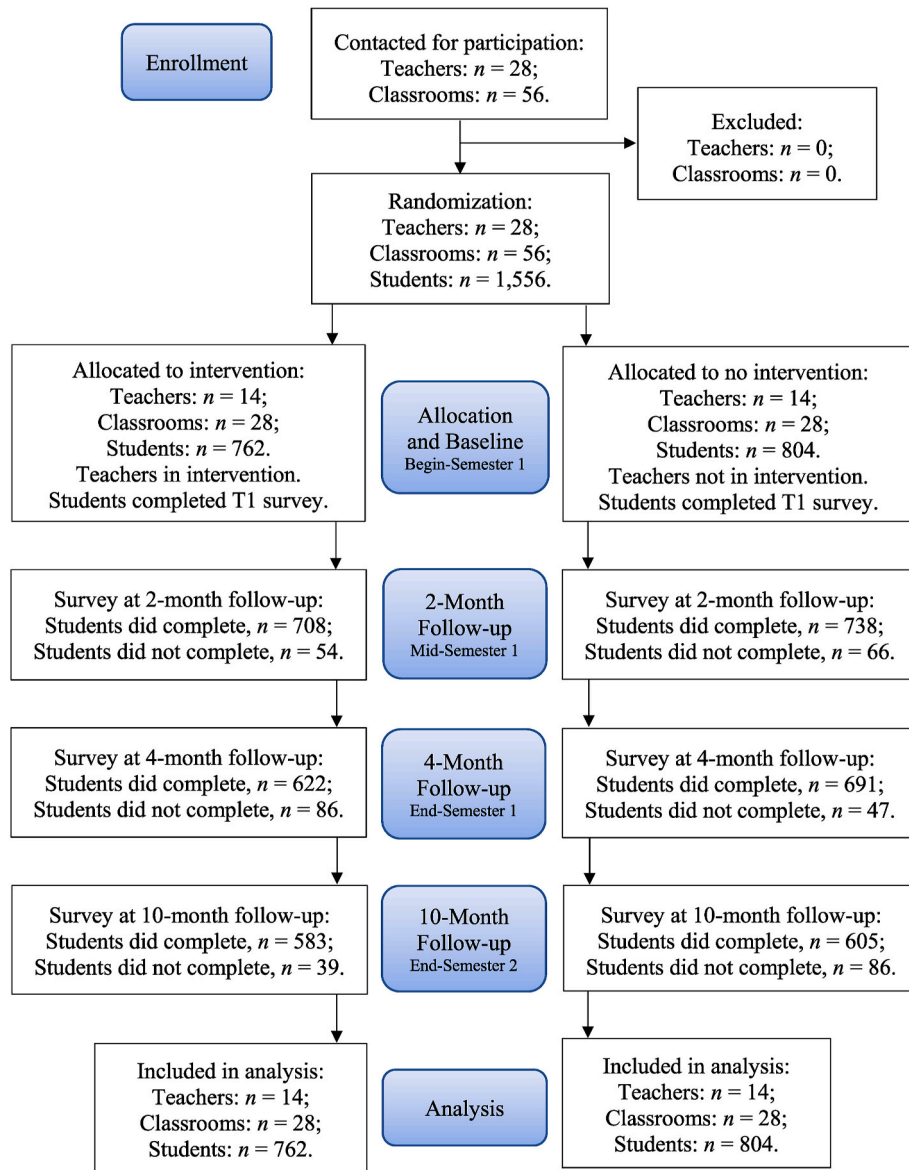 Enrollment
Contacted for participation:
Teachers: n = 28;
Classrooms: n = 56.
Excluded:
Teachers: n = 0;
Classrooms: n = 0.
Randomization:
Teachers: n = 28;
Classrooms: n = 56;
Students: n = 1,556.
Allocated to intervention:
Teachers: n = 14;
Classrooms: n = 28;
Students: n = 762.
Teachers in intervention.
Students completed T1 survey.
Allocation
and Baseline
Begin-Semester 1
Allocated to no intervention:
Teachers: n = 14;
Classrooms: n = 28;
Students: n = 804.
Teachers not in intervention.
Students completed T1 survey.
Survey at 2-month follow-up:
Students did complete, n = 708;
Students did not complete, n = 54.
2-Month
Follow-up
Mid-Semester 1
Survey at 2-month follow-up:
Students did complete, n = 738;
Students did not complete, n = 66.
Survey at 4-month follow-up:
Students did complete, n = 622;
Students did not complete, n = 86.
4-Month
Follow-up
End-Semester 1
Survey at 4-month follow-up:
Students did complete, n = 691;
Students did not complete, n = 47.
Survey at 10-month follow-up:
Students did complete, n = 583;
Students did not complete, n = 39.
10-Month
Follow-up
End-Semester 2
Survey at 10-month follow-up:
Students did complete, n = 605;
Students did not complete, n = 86.
Included in analysis:
Teachers: n = 14;
Classrooms: n = 28;
Students: n = 762.
Analysis
Included in analysis:
Teachers: n = 14;
Classrooms: n = 28;
Students: n = 804.